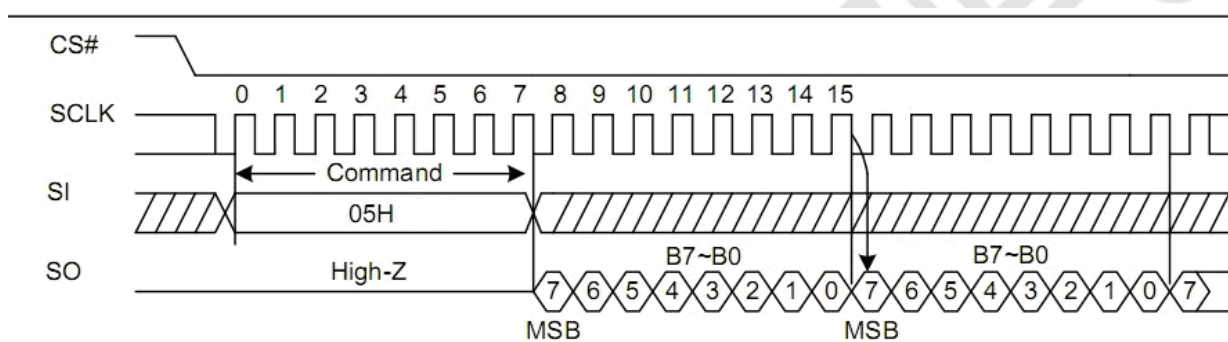 CS#
0 1 2 3 4 5 6 7 8 9 10 11 12 13 14 15
SCLK
Command
SI
05H
B7~B0 B7~B0
SO High-Z
7 6 5 4 3 2 1 0 7 6 5 4 3 2 1 0 7
MSB MSB